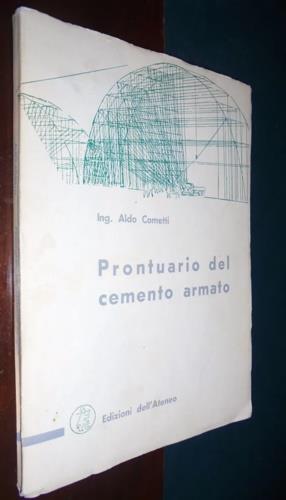 Ing. Aldo Cometti
Prontuario del
cemento armato
Edizioni dell'Ateneo